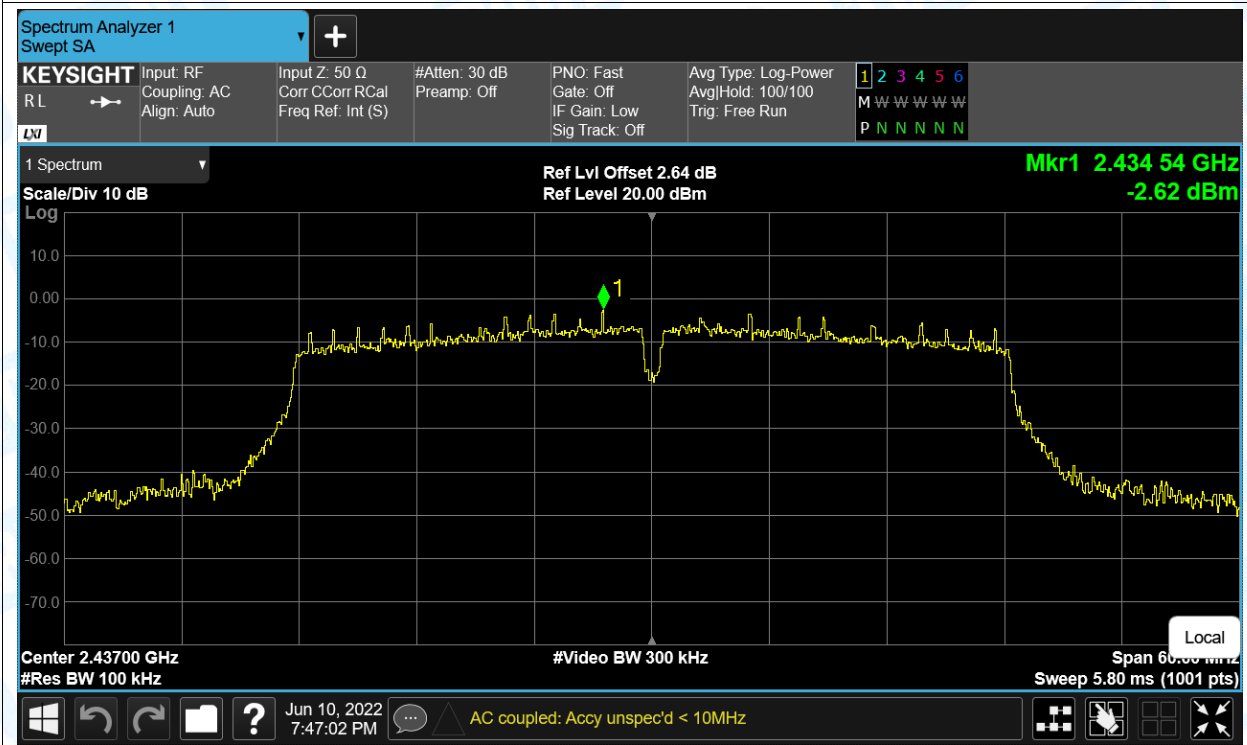 Spectrum Analyzer 1
Swept SA
KEYSIGHT
R L
LXI
Input: RF
Coupling: AC
Align: Auto
Input Z: 50 Ω
Corr CCorr RCal
Freq Ref: Int (S)
#Atten: 30 dB
Preamp: Off
PNO: Fast
Gate: Off
IF Gain: Low
Sig Track: Off
Avg Type: Log-Power
Avg|Hold: 100/100
Trig: Free Run
1 2 3 4 5 6
M W W W W W
P N N N N N
1 Spectrum
Scale/Div 10 dB
Log
Ref Lvl Offset 2.64 dB
Ref Level 20.00 dBm
Mkr1 2.434 54 GHz
-2.62 dBm
10.0
0.00
-10.0
-20.0
-30.0
-40.0
-50.0
-60.0
-70.0
1
Local
Center 2.43700 GHz
#Res BW 100 kHz
#Video BW 300 kHz
Span 60.00 MHz
Sweep 5.80 ms (1001 pts)
?
Jun 10, 2022
7:47:02 PM
AC coupled: Accy unspec'd < 10MHz